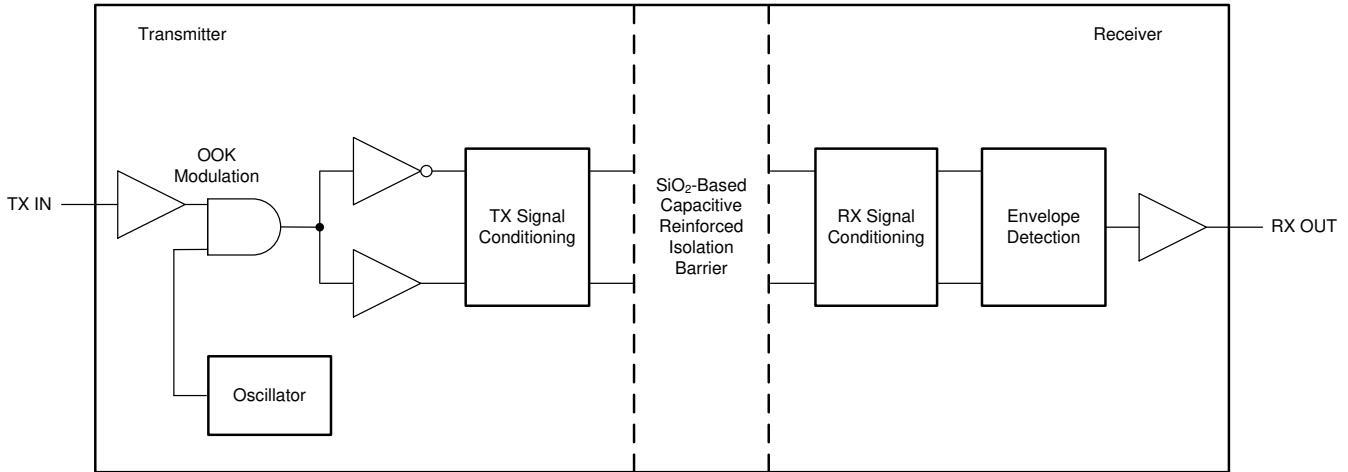 Transmitter
Receiver
OOK
Modulation
TX IN
TX Signal
Conditioning
Oscillator
SiO₂-Based
Capacitive
Reinforced
Isolation
Barrier
RX Signal
Conditioning
Envelope
Detection
RX OUT